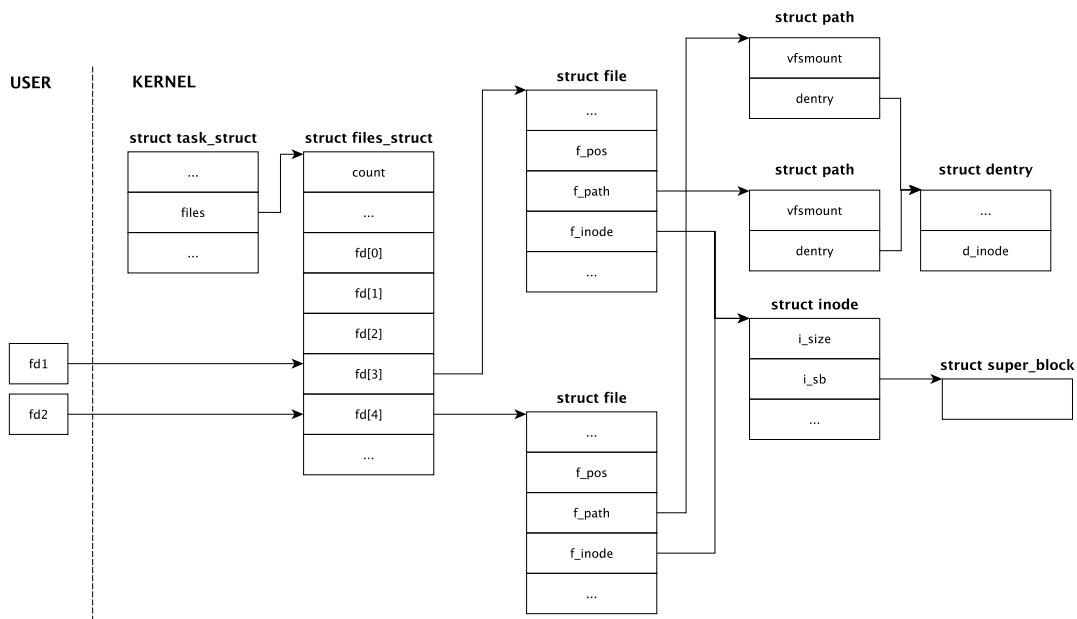 USER
KERNEL
struct task_struct
...
files
...
struct files_struct
count
...
fd[0]
fd[1]
fd[2]
fd[3]
fd[4]
...
fd1
fd2
struct file
...
f_pos
f_path
f_inode
...
struct file
...
f_pos
f_path
f_inode
...
struct path
vfsmount
dentry
struct path
vfsmount
dentry
struct dentry
...
d_inode
struct inode
i_size
i_sb
...
struct super_block